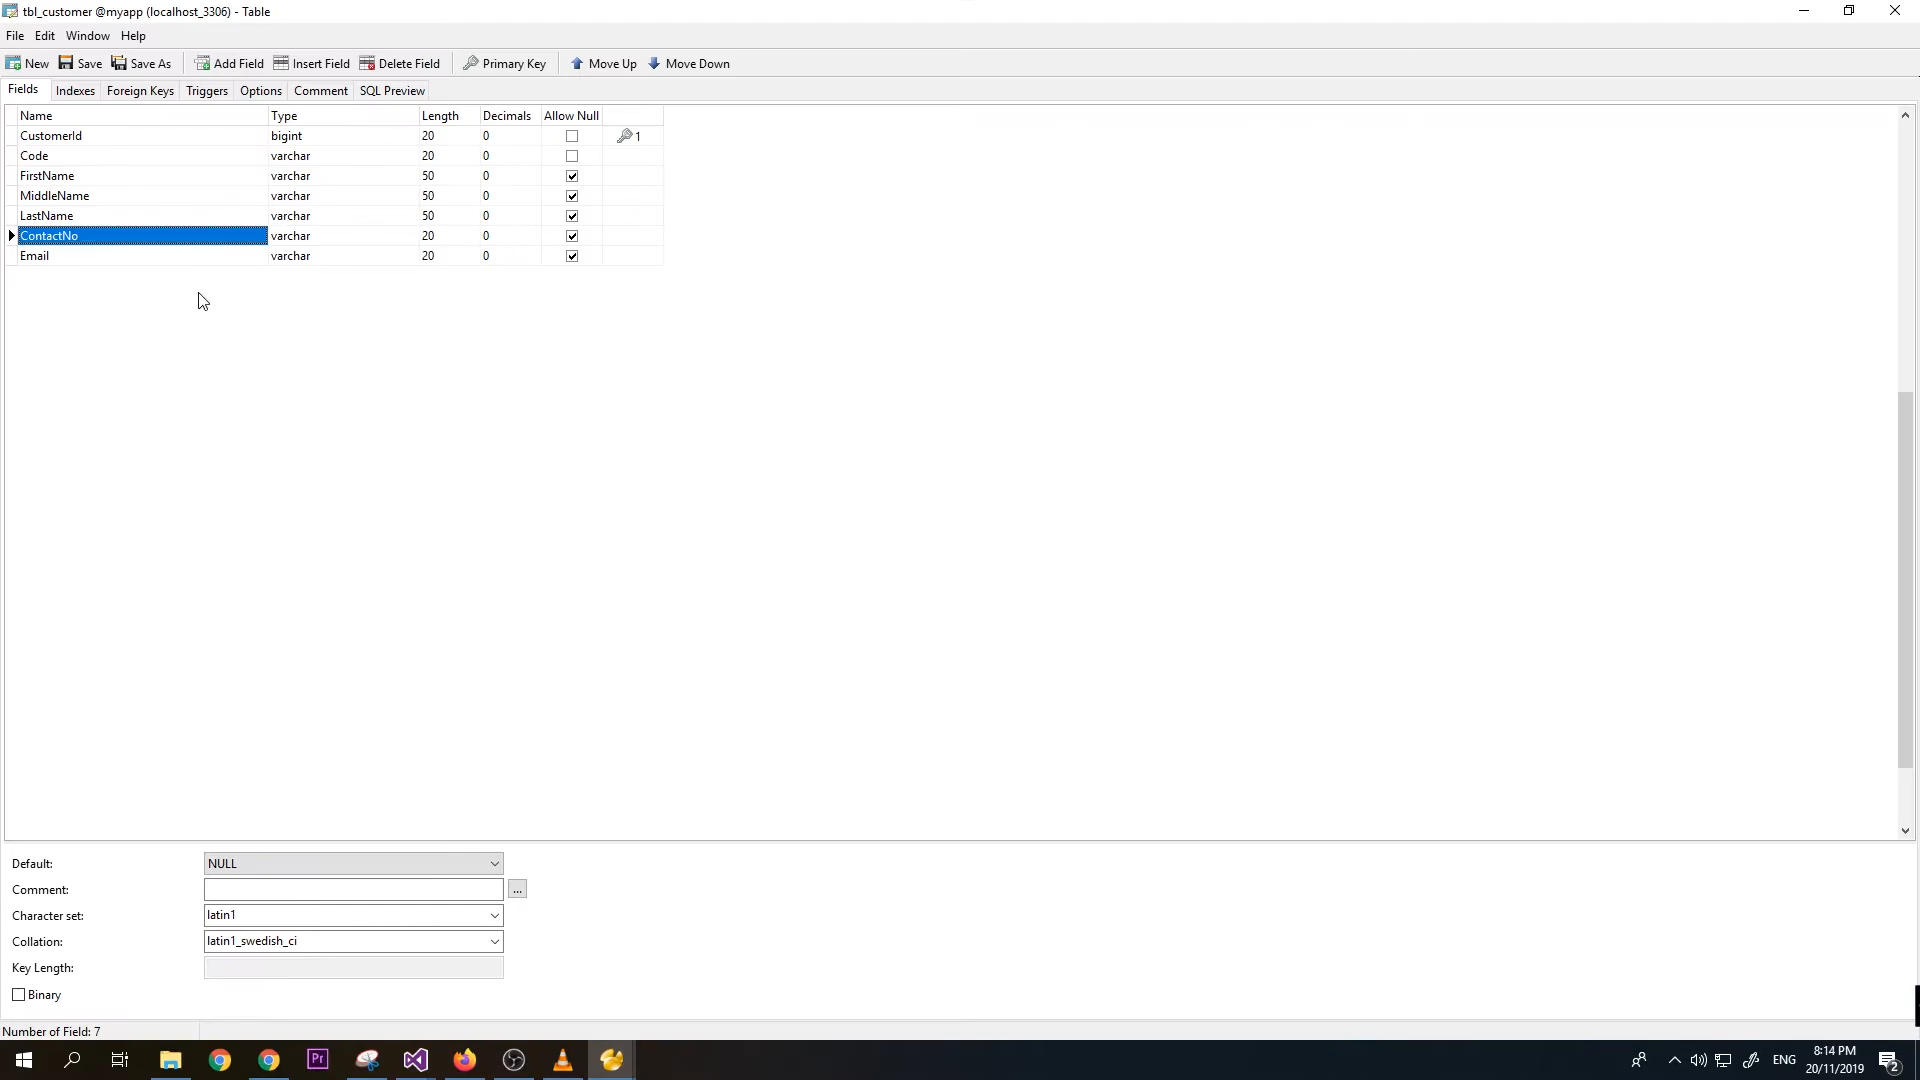 tbl_customer @myapp (localhost_3306) - Table
File Edit Window Help
New Save Save As Add Field Insert Field Delete Field Primary Key Move Up Move Down
Fields Indexes Foreign Keys Triggers Options Comment SQL Preview
Name Type Length Decimals Allow Null
CustomerId bigint 20 0 1
Code varchar 20 0
FirstName varchar 50 0
MiddleName varchar 50 0
LastName varchar 50 0
ContactNo varchar 20 0
Email varchar 20 0
Default: NULL
Comment: ...
Character set: latin1
Collation: latin1_swedish_ci
Key Length:
Binary
Number of Field: 7
Pr ENG 8:14 PM
20/11/2019 2